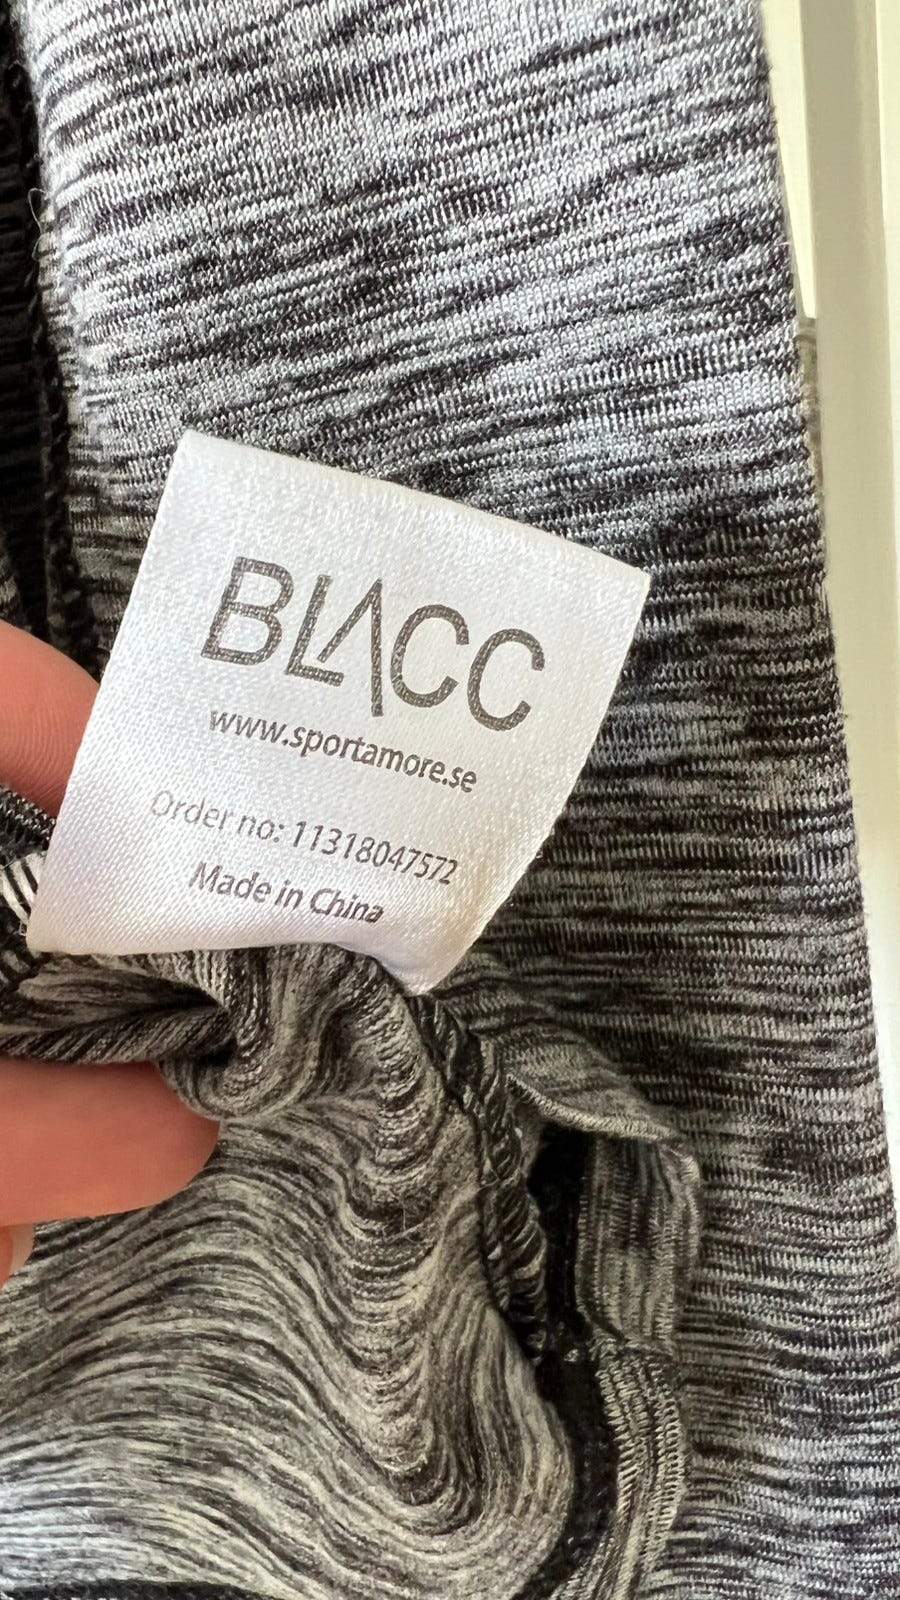 BLACC
www.sportamore.se
Order no: 11318047572
Made in China